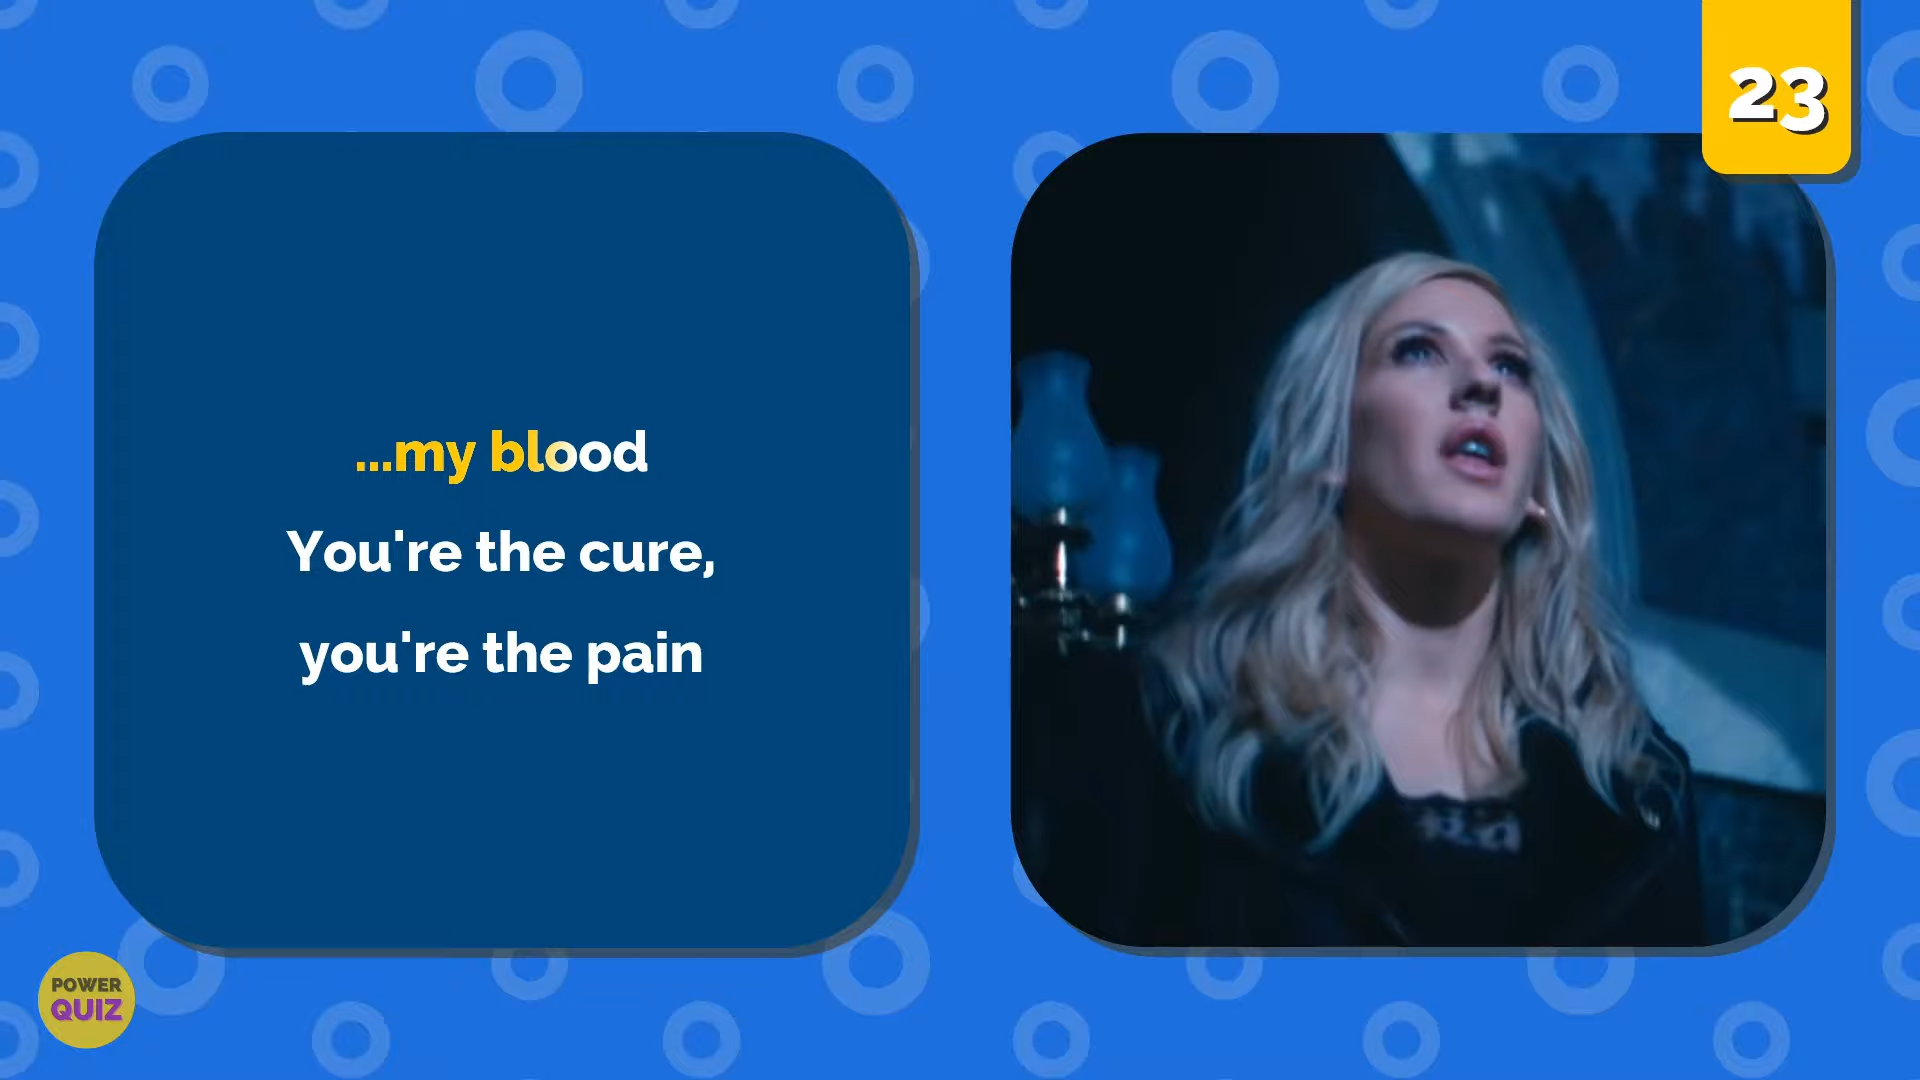 23
...my blood
You're the cure,
you're the pain
POWER
QUIZ